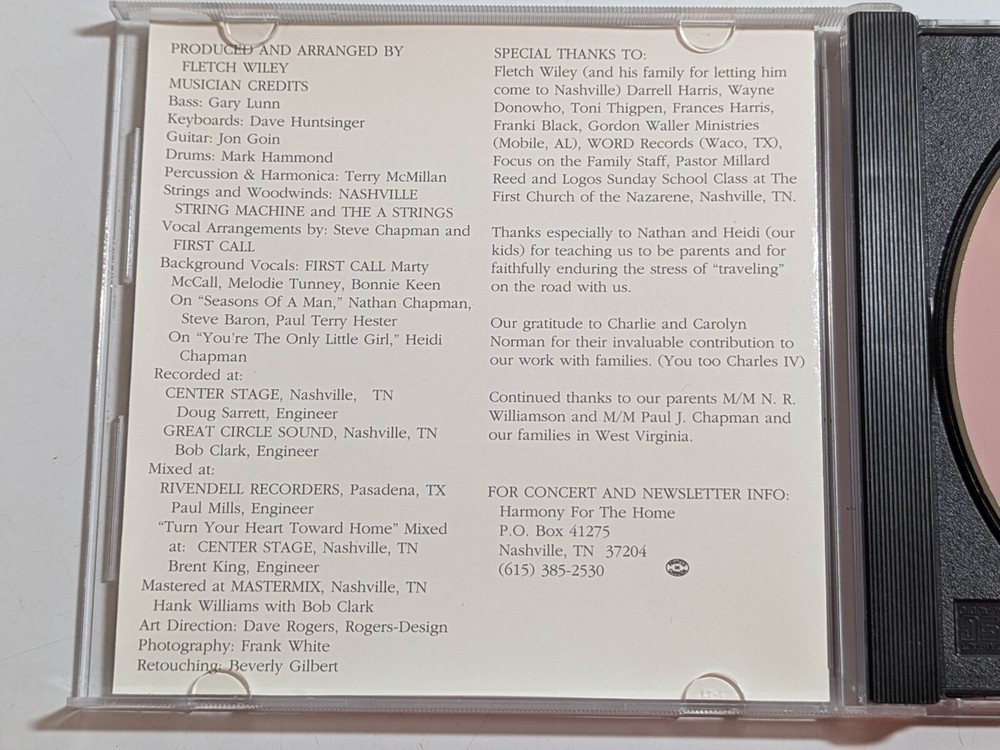 PRODUCED AND ARRANGED BY
FLETCH WILEY
MUSICIAN CREDITS
Bass: Gary Lunn
Keyboards: Dave Huntsinger
Guitar: Jon Goin
Drums: Mark Hammond
Percussion & Harmonica: Terry McMillan
Strings and Woodwinds: NASHVILLE
STRING MACHINE and THE A STRINGS
Vocal Arrangements by: Steve Chapman and
FIRST CALL
Background Vocals: FIRST CALL Marty
McCall, Melodie Tunney, Bonnie Keen
On “Seasons Of A Man,” Nathan Chapman,
Steve Baron, Paul Terry Hester
On “You're The Only Little Girl,” Heidi
Chapman
Recorded at:
CENTER STAGE, Nashville, TN
Doug Sarrett, Engineer
GREAT CIRCLE SOUND, Nashville, TN
Bob Clark, Engineer
Mixed at:
RIVENDELL RECORDERS, Pasadena, TX
Paul Mills, Engineer
“Turn Your Heart Toward Home” Mixed
at: CENTER STAGE, Nashville, TN
Brent King, Engineer
Mastered at MASTERMIX, Nashville, TN
Hank Williams with Bob Clark
Art Direction: Dave Rogers, Rogers-Design
Photography: Frank White
Retouching: Beverly Gilbert
SPECIAL THANKS TO:
Fletch Wiley (and his family for letting him
come to Nashville) Darrell Harris, Wayne
Donowho, Toni Thigpen, Frances Harris,
Franki Black, Gordon Waller Ministries
(Mobile, AL), WORD Records (Waco, TX),
Focus on the Family Staff, Pastor Millard
Reed and Logos Sunday School Class at The
First Church of the Nazarene, Nashville, TN.
Thanks especially to Nathan and Heidi (our
kids) for teaching us to be parents and for
faithfully enduring the stress of “traveling”
on the road with us.
Our gratitude to Charlie and Carolyn
Norman for their invaluable contribution to
our work with families. (You too Charles IV)
Continued thanks to our parents M/M N. R.
Williamson and M/M Paul J. Chapman and
our families in West Virginia.
FOR CONCERT AND NEWSLETTER INFO:
Harmony For The Home
P.O. Box 41275
Nashville, TN 37204
(615) 385-2530